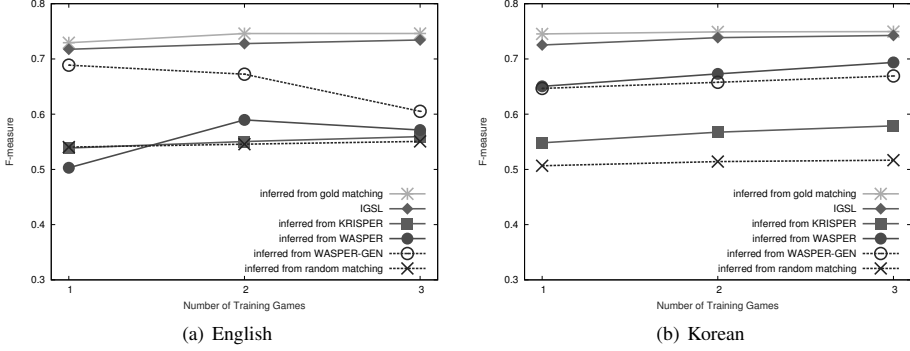 0.8
0.7
0.6
0.5
0.4
0.3
F-measure
inferred from gold matching
IGSL
inferred from KRISPER
inferred from WASPER
inferred from WASPER-GEN
inferred from random matching
1 2 3
Number of Training Games
(a) English
0.8
0.7
0.6
0.5
0.4
0.3
F-measure
inferred from gold matching
IGSL
inferred from KRISPER
inferred from WASPER
inferred from WASPER-GEN
inferred from random matching
1 2 3
Number of Training Games
(b) Korean